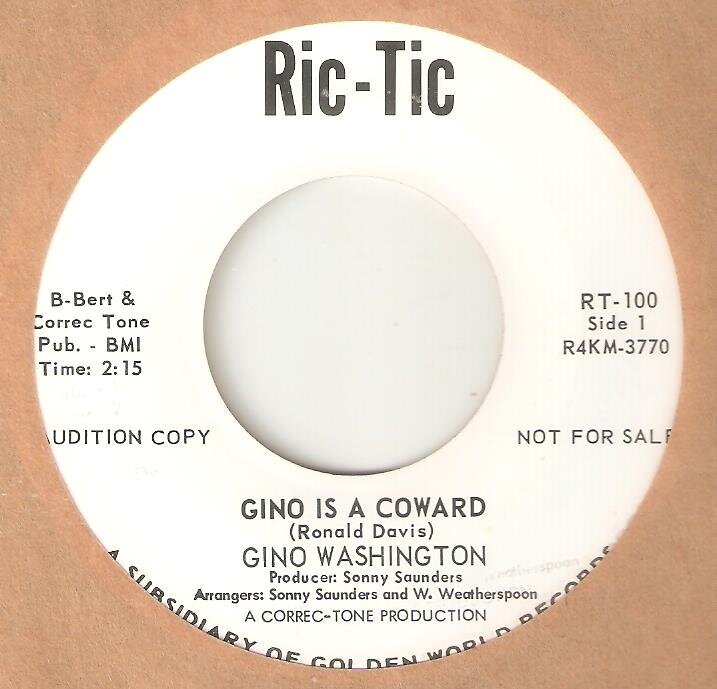 Ric-Tic
B-Bert &
Correc Tone
Pub. - BMI
Time: 2:15
RT-100
Side 1
R4KM-3770
AUDITION COPY
NOT FOR SALE
GINO IS A COWARD
(Ronald Davis)
GINO WASHINGTON
Producer: Sonny Saunders
Arrangers: Sonny Saunders and W. Weatherspoon
A CORREC-TONE PRODUCTION
A SUBSIDIARY OF GOLDEN WORLD RECORDS